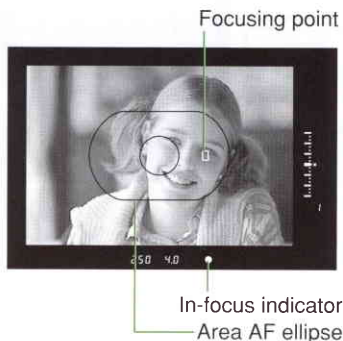 Focusing point
250 4.0
In-focus indicator
Area AF ellipse